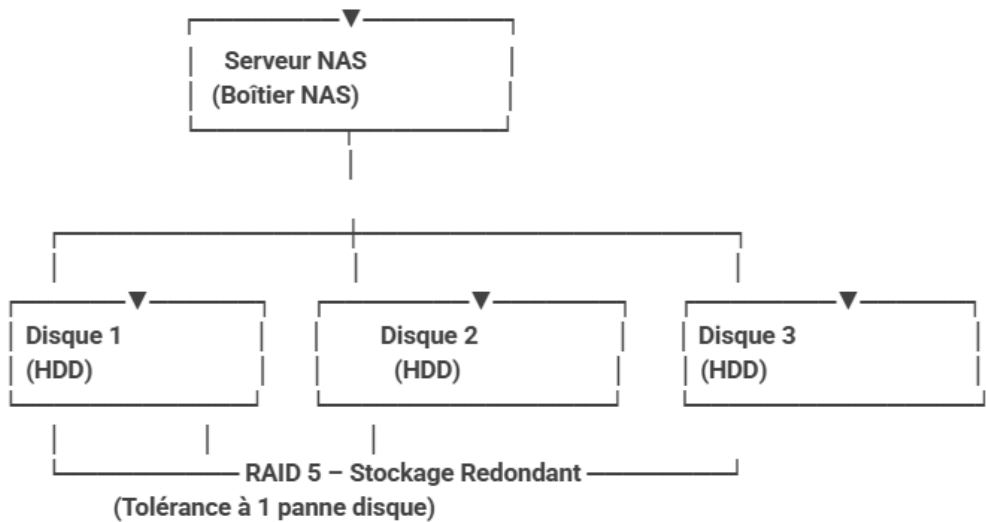 Serveur NAS
(Boîtier NAS)
Disque 1
(HDD)
Disque 2
(HDD)
Disque 3
(HDD)
RAID 5 – Stockage Redondant
(Tolérance à 1 panne disque)